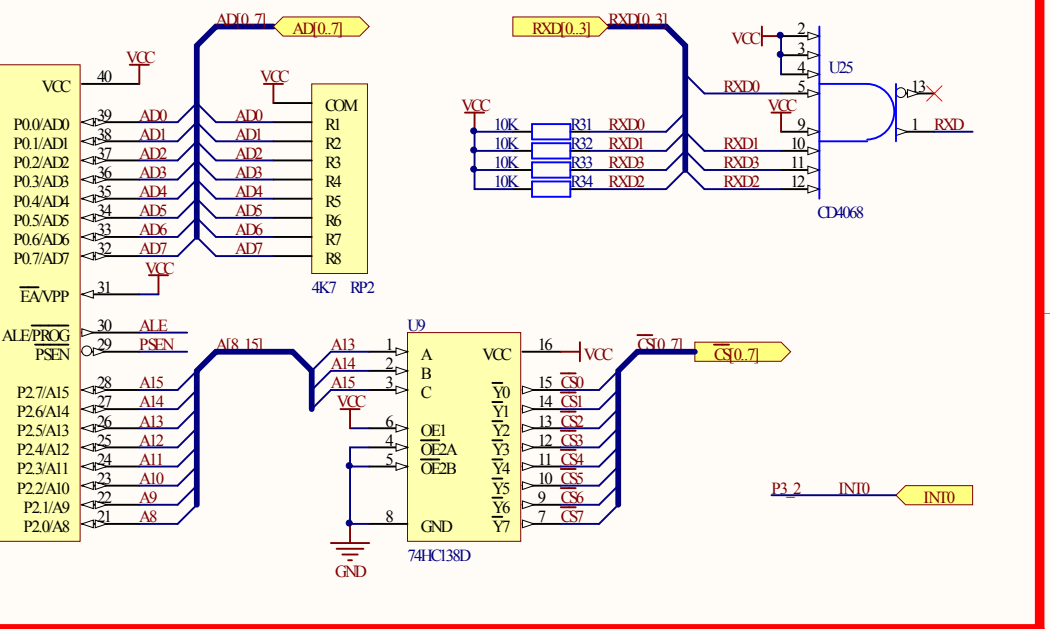 AD[0..7]
AD[0..7]
RXD[0..3]
RXD[0..3]
VCC
2
3
4
U25
VCC
40
VCC
VCC
COM
RXD0
5
13
VCC
VCC
P0.0/AD0
39
AD0
AD0
R1
10K
R31
RXD0
9
1
RXD
P0.1/AD1
38
AD1
AD1
R2
10K
R32
RXD1
RXD1
10
P0.2/AD2
37
AD2
AD2
R3
10K
R33
RXD3
RXD3
11
P0.3/AD3
36
AD3
AD3
R4
10K
R34
RXD2
RXD2
12
P0.4/AD4
35
AD4
AD4
R5
CD4068
P0.5/AD5
34
AD5
AD5
R6
P0.6/AD6
33
AD6
AD6
R7
P0.7/AD7
32
AD7
AD7
R8
VCC
EA/VPP
31
4K7
RP2
ALE/PROG
30
ALE
PSEN
29
PSEN
A[8..15]
U9
A13
1
A
VCC
16
VCC
CS[0..7]
CS[0..7]
A14
2
B
A15
3
C
Y0
15
CS0
P2.7/A15
28
A15
VCC
Y1
14
CS1
P2.6/A14
27
A14
6
OE1
Y2
13
CS2
P2.5/A13
26
A13
4
OE2A
Y3
12
CS3
P2.4/A12
25
A12
5
OE2B
Y4
11
CS4
P2.3/A11
24
A11
Y5
10
CS5
P2.2/A10
23
A10
Y6
9
CS6
P2.1/A9
22
A9
8
GND
Y7
7
CS7
P2.0/A8
21
A8
P3_2
INT0
INT0
74HC138D
GND